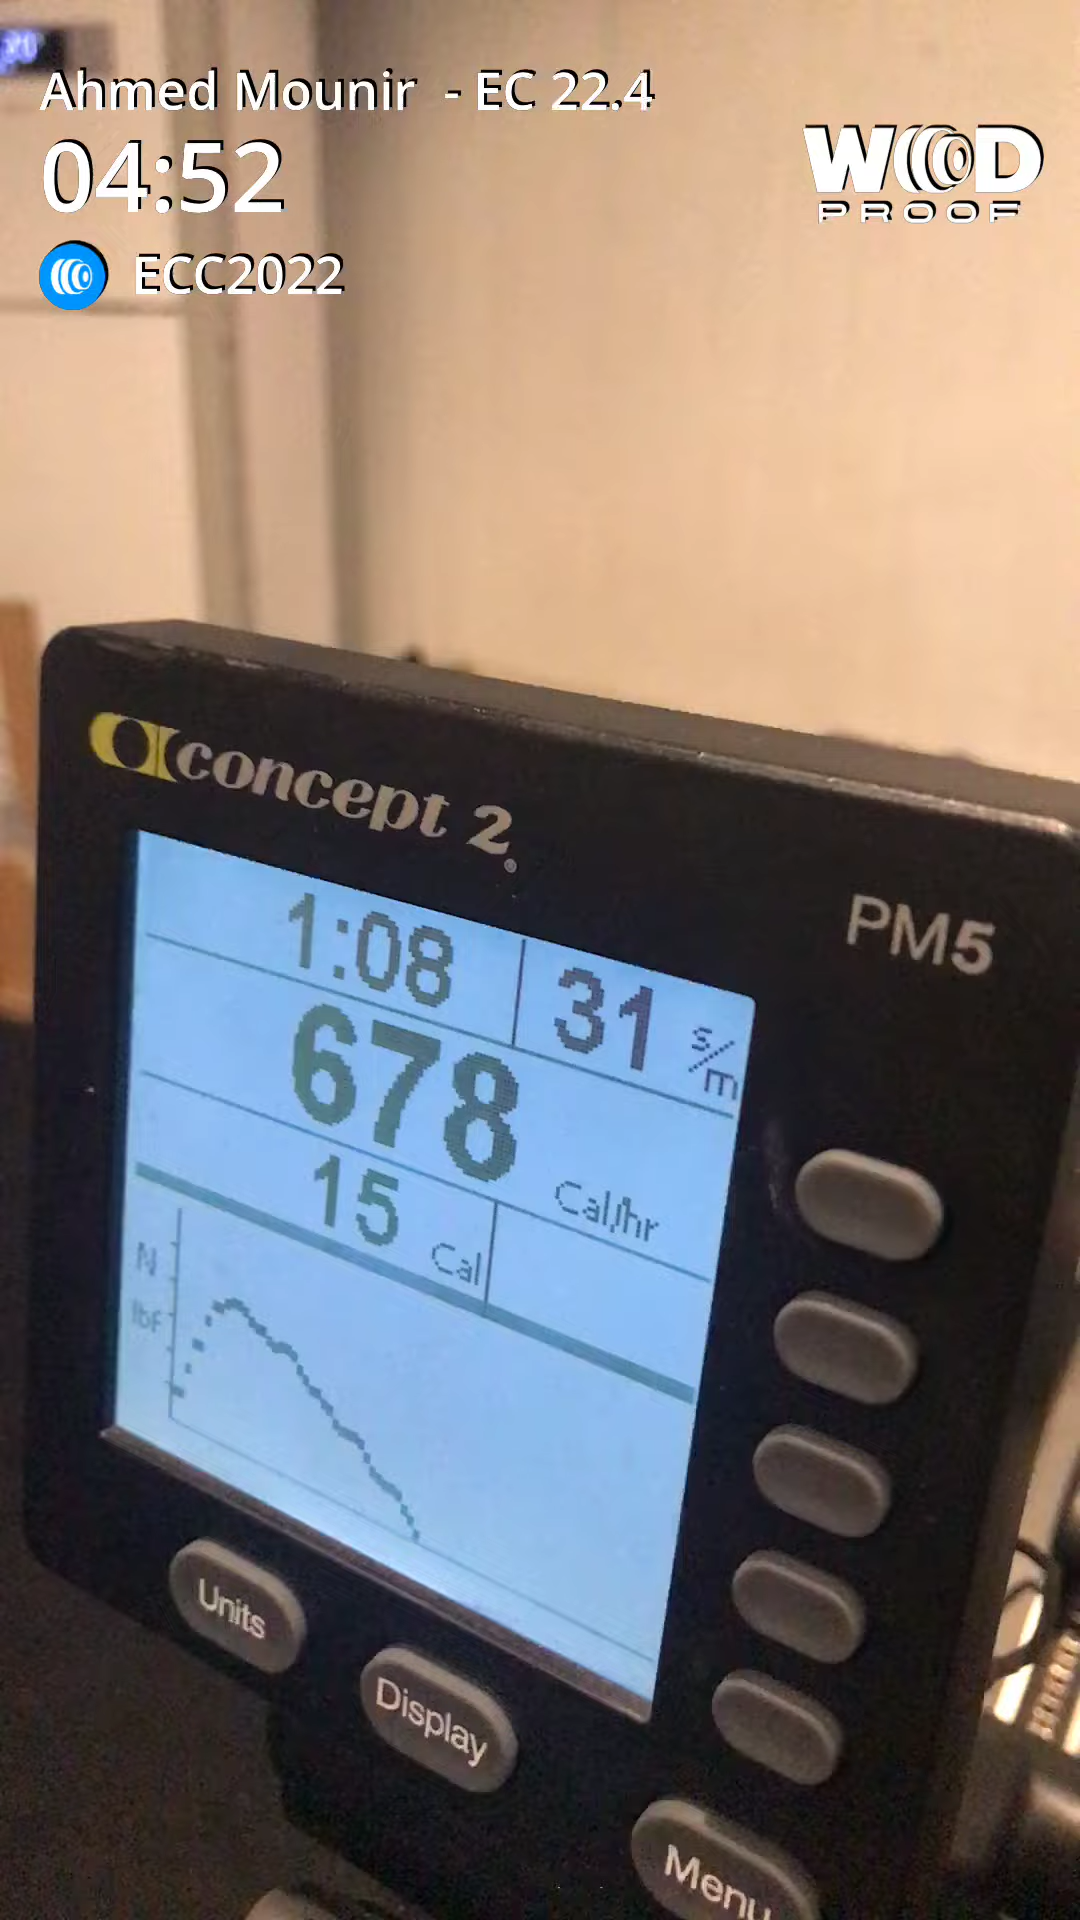 Ahmed Mounir - EC 22.4
04:52
WOD
PROOF
ECC2022
concept 2
PM5
1:08
31 s/m
678 Cal/hr
15 Cal
N
lbF
Units
Display
Menu